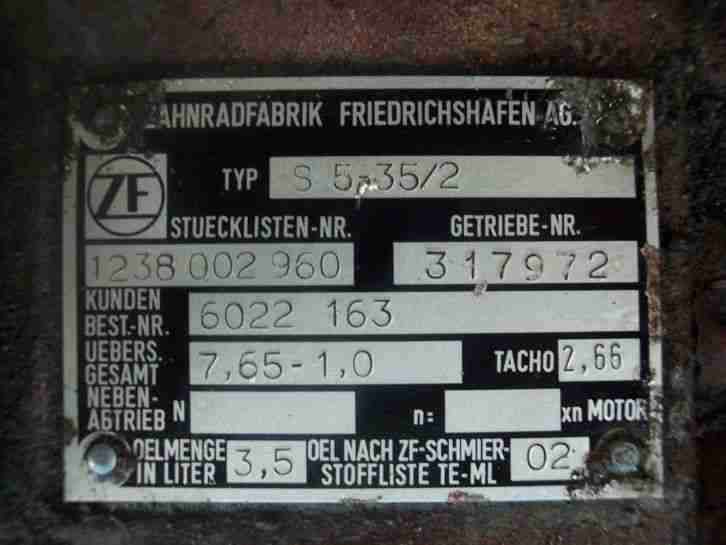 ZAHNRADFABRIK FRIEDRICHSHAFEN AG.
ZF
TYP S 5-35/2
STUECKLISTEN-NR. GETRIEBE-NR.
1238 002 960 317972
KUNDEN
BEST.-NR. 6022 163
UEBERS.
GESAMT 7,65-1,0 TACHO 2,66
NEBEN-
ABTRIEB N n= xn MOTOR
OELMENGE
IN LITER 3,5 OEL NACH ZF-SCHMIER-
STOFFLISTE TE-ML 02